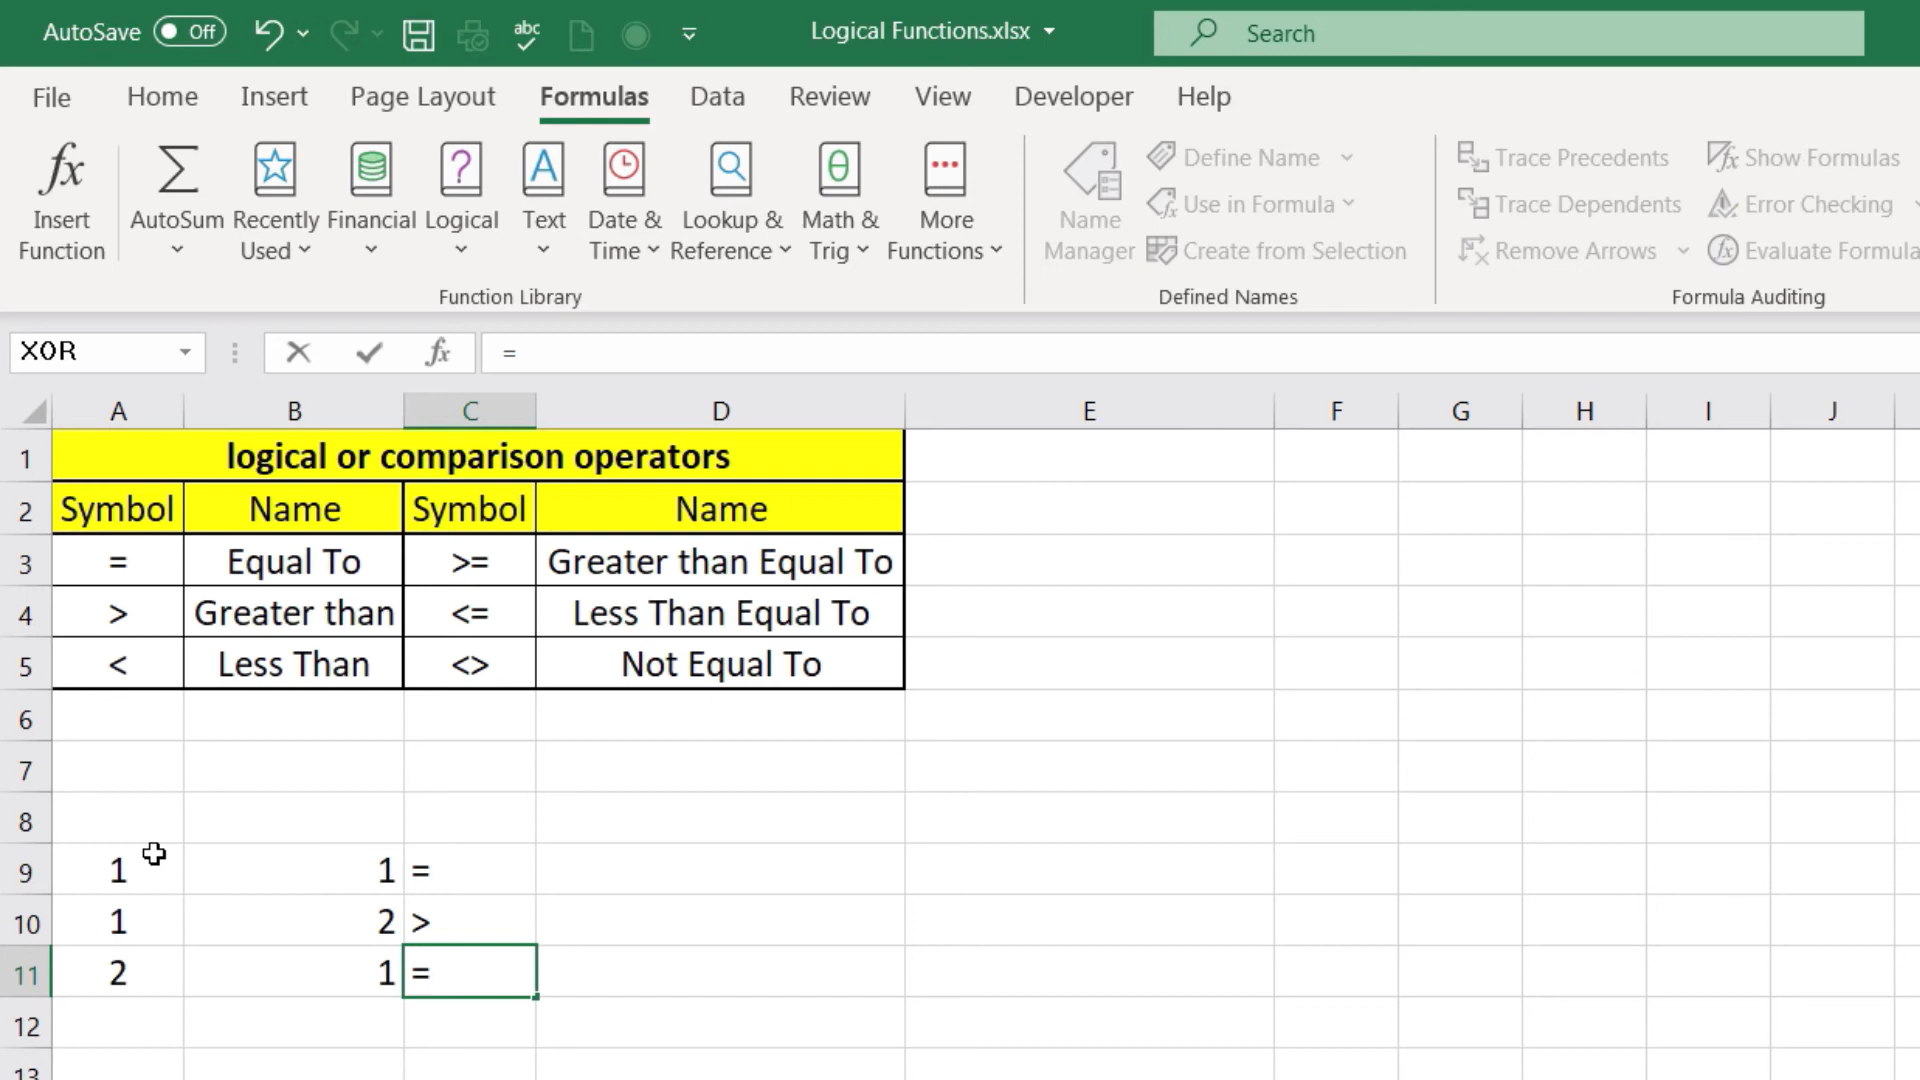 AutoSave Off abc Logical Functions.xlsx Search
File Home Insert Page Layout Formulas Data Review View Developer Help
fx Σ ? A θ
Insert Function
AutoSum
Recently Used
Financial
Logical
Text
Date & Time
Lookup & Reference
Math & Trig
More Functions
Function Library
Name Manager
Define Name
Use in Formula
Create from Selection
Defined Names
Trace Precedents
Trace Dependents
Remove Arrows
Show Formulas
Error Checking
Evaluate Formula
Formula Auditing
XOR fx =
A B C D E F G H I J
1 logical or comparison operators
2 Symbol Name Symbol Name
3 = Equal To >= Greater than Equal To
4 > Greater than <= Less Than Equal To
5 < Less Than <> Not Equal To
6
7
8
9 1 1 =
10 1 2 >
11 2 1 =
12
13